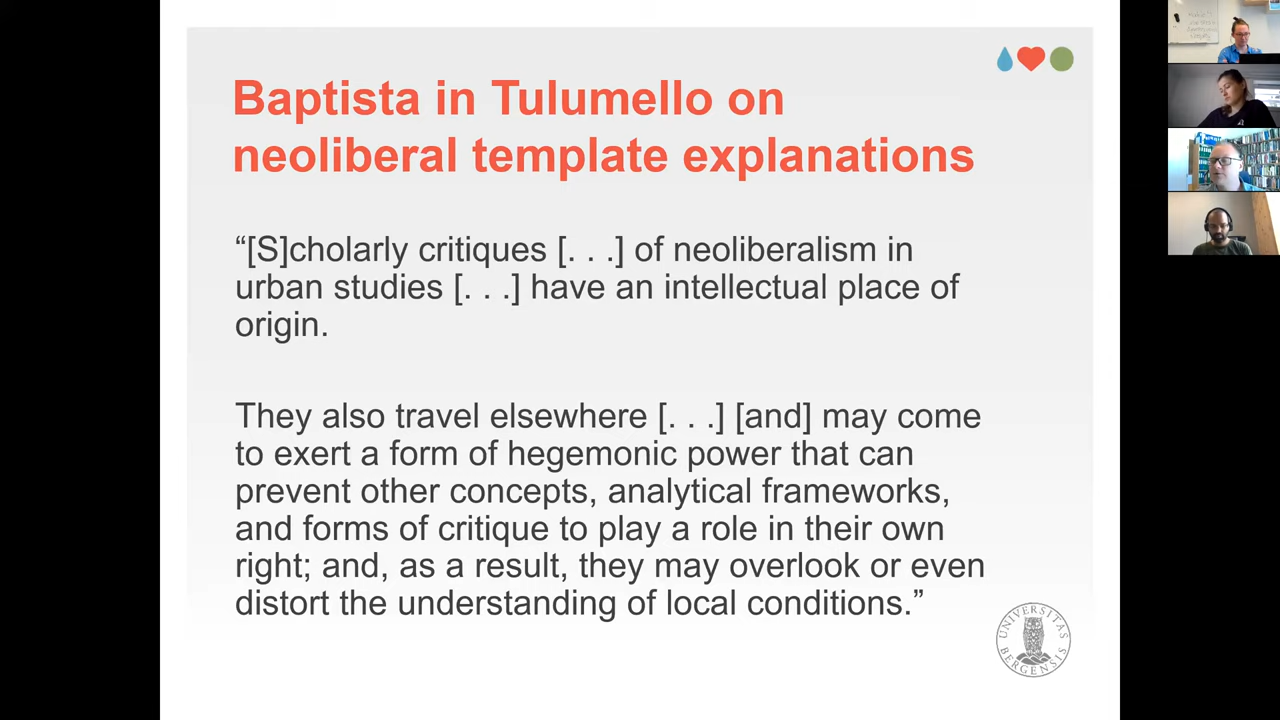 Baptista in Tulumello on
neoliberal template explanations
“[S]cholarly critiques [. . .] of neoliberalism in
urban studies [. . .] have an intellectual place of
origin.
They also travel elsewhere [. . .] [and] may come
to exert a form of hegemonic power that can
prevent other concepts, analytical frameworks,
and forms of critique to play a role in their own
right; and, as a result, they may overlook or even
distort the understanding of local conditions.”
UNIVERSITAS
BERGENSIS